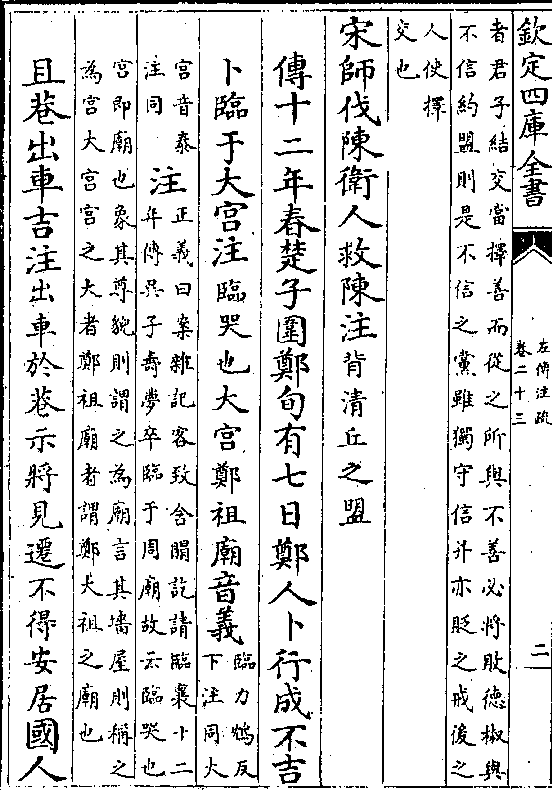 欽定四庫全書
左傳注疏
卷二十三
二
者君子結交當擇善而從之所與不善必將敗德椒與
不信約盟則是不信之黨雖獨守信并亦貶之戒後之
人使擇
交也
宋師伐陳衛人救陳注背清丘之盟
傳十二年春楚子圍鄭旬有七日鄭人卜行成不吉
卜臨于大宮注臨哭也大宮鄭祖廟音義
臨力鴆反
下注同大
宮音泰
注同
注
正義曰案雜記客致含賵訖請臨襄十二
年傳吳子壽夢卒臨于周廟故云臨哭也
宮即廟也象其尊貌則謂之為廟言其墻屋則稱之
為宮大宮宮之大者鄭祖廟者謂鄭大祖之廟也
且巷出車吉注出車於巷示將見遷不得安居國人